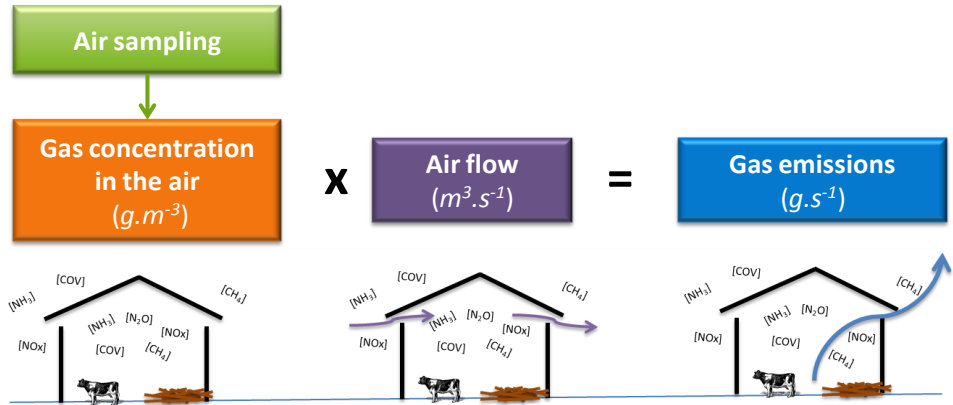 Air sampling
Gas concentration
in the air
(g.m⁻³)
x
Air flow
(m³.s⁻¹)
=
Gas emissions
(g.s⁻¹)
[NH₃]
[COV]
[CH₄]
[NH₃]
[N₂O]
[NOx]
[NOx]
[COV]
[CH₄]
[NH₃]
[COV]
[CH₄]
[NH₃]
[N₂O]
[NOx]
[NOx]
[COV]
[CH₄]
[NH₃]
[COV]
[CH₄]
[NH₃]
[N₂O]
[NOx]
[NOx]
[COV]
[CH₄]